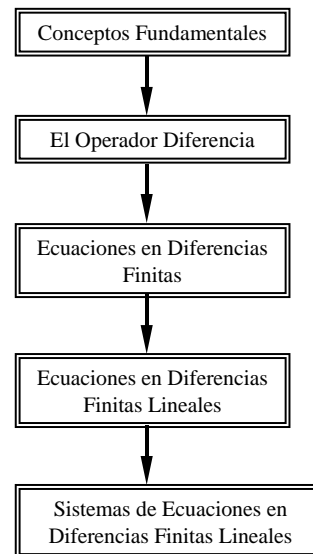 Conceptos Fundamentales
El Operador Diferencia
Ecuaciones en Diferencias
Finitas
Ecuaciones en Diferencias
Finitas Lineales
Sistemas de Ecuaciones en
Diferencias Finitas Lineales